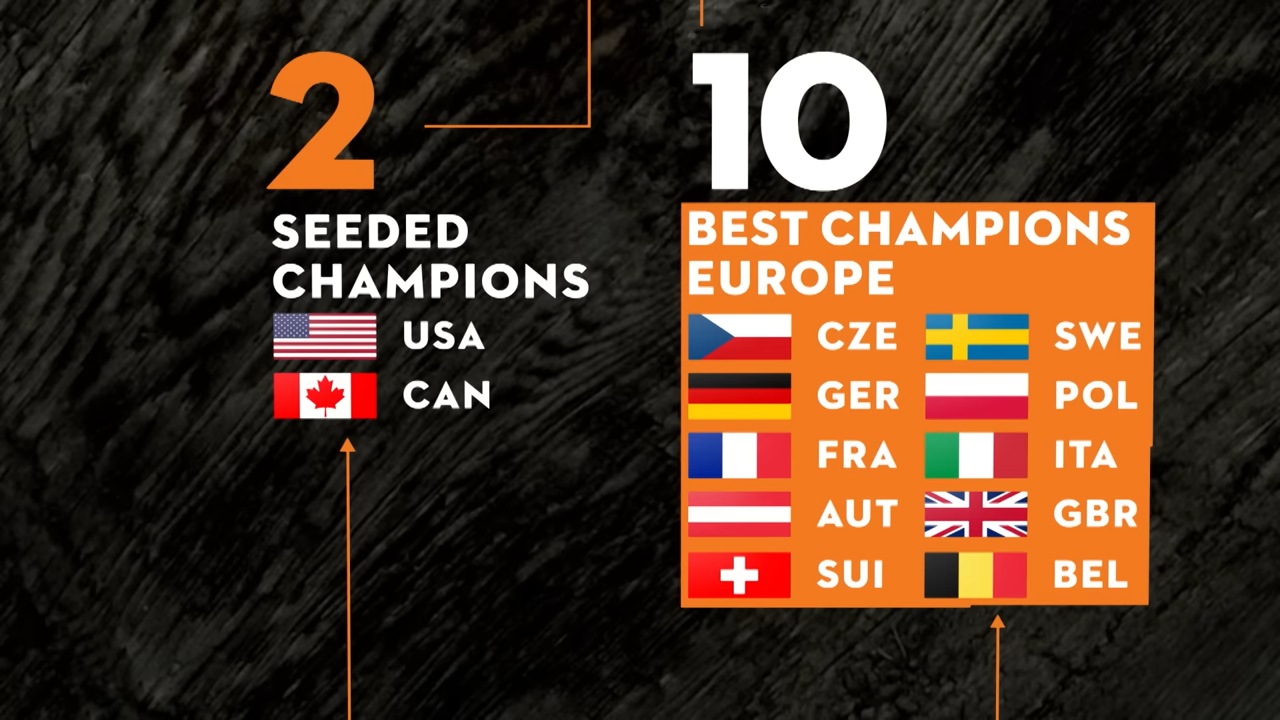 2
SEEDED
CHAMPIONS
USA
CAN
10
BEST CHAMPIONS
EUROPE
CZE SWE
GER POL
FRA ITA
AUT GBR
SUI BEL